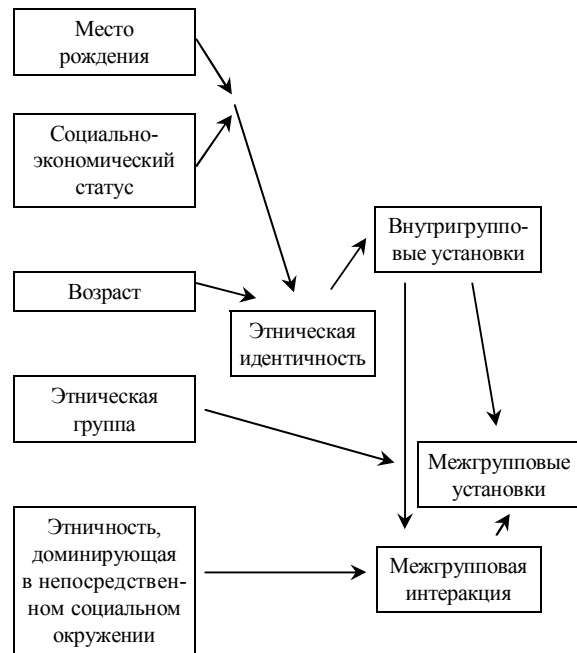 Место
рождения
Социально-
экономический
статус
Внутригруппо-
вые установки
Возраст
Этническая
идентичность
Этническая
группа
Межгрупповые
установки
Этничность,
доминирующая
в непосредствен-
ном социальном
окружении
Межгрупповая
интеракция